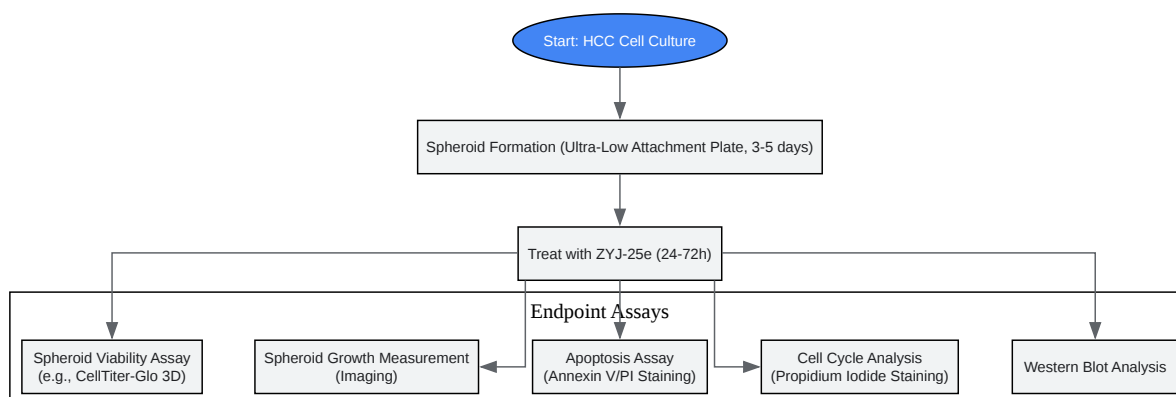 Start: HCC Cell Culture
Spheroid Formation (Ultra-Low Attachment Plate, 3-5 days)
Treat with ZYJ-25e (24-72h)
Endpoint Assays
Spheroid Viability Assay
(e.g., CellTiter-Glo 3D)
Spheroid Growth Measurement
(Imaging)
Apoptosis Assay
(Annexin V/PI Staining)
Cell Cycle Analysis
(Propidium Iodide Staining)
Western Blot Analysis